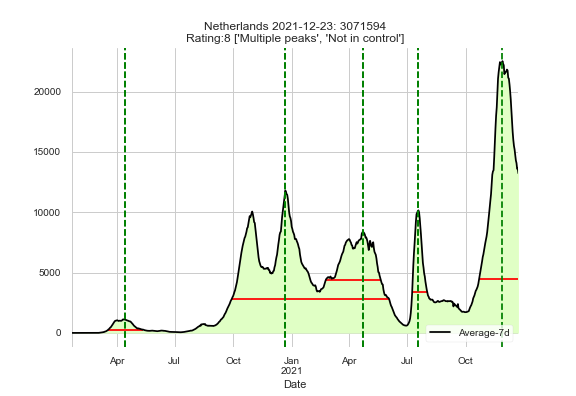 Netherlands 2021-12-23: 3071594
Rating:8 ['Multiple peaks', 'Not in control']
20000
15000
10000
5000
0
Apr Jul Oct Jan Apr Jul Oct
2021
Date
Average-7d